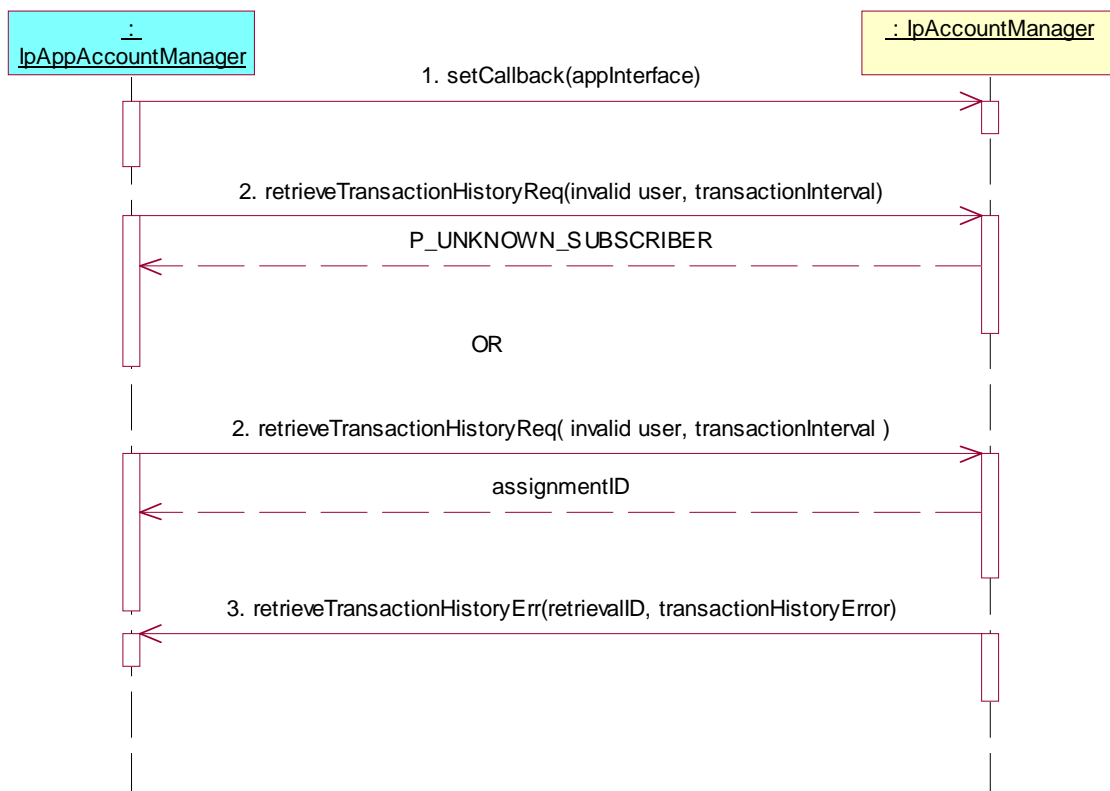 :
IpAppAccountManager
: IpAccountManager
1. setCallback(appInterface)
2. retrieveTransactionHistoryReq(invalid user, transactionInterval)
P_UNKNOWN_SUBSCRIBER
OR
2. retrieveTransactionHistoryReq( invalid user, transactionInterval )
assignmentID
3. retrieveTransactionHistoryErr(retrievalID, transactionHistoryError)